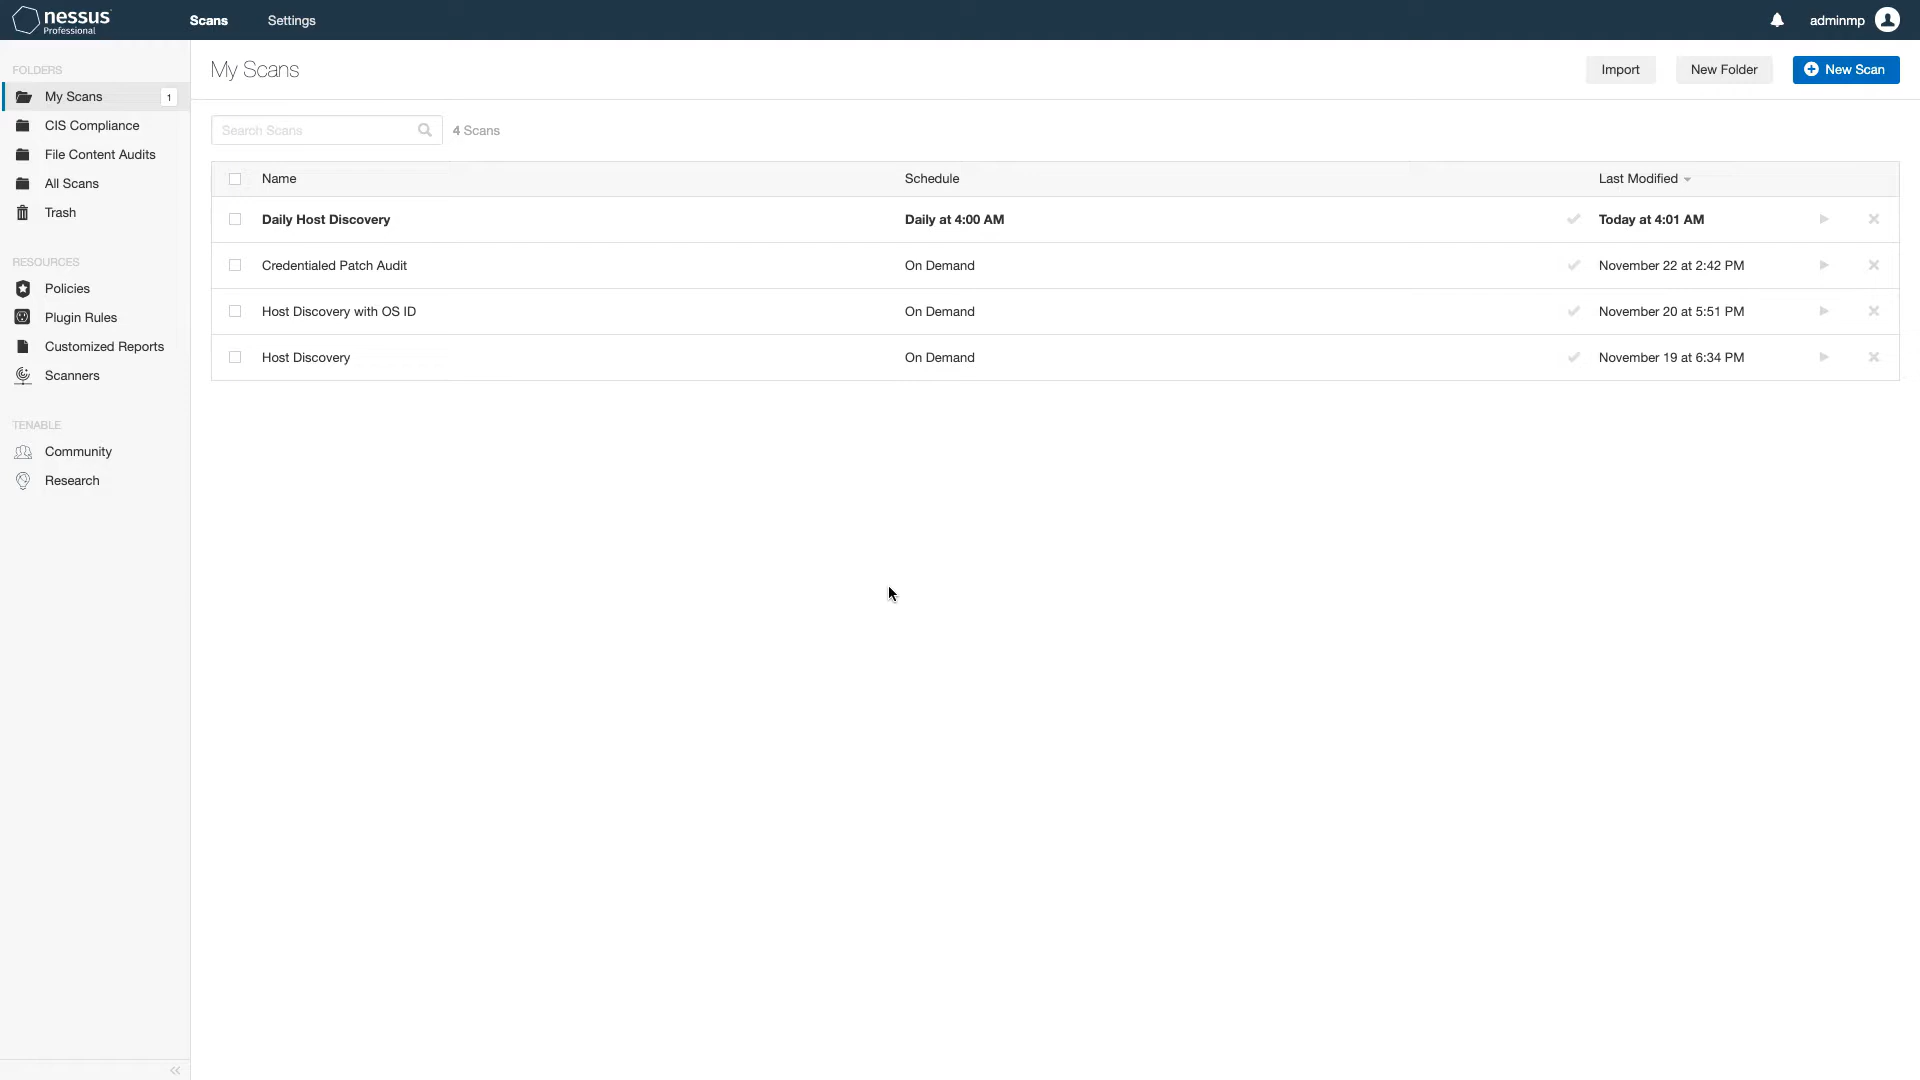 nessus
Professional
Scans
Settings
adminmp
FOLDERS
My Scans
1
CIS Compliance
File Content Audits
All Scans
Trash
RESOURCES
Policies
Plugin Rules
Customized Reports
Scanners
TENABLE
Community
Research
My Scans
Import
New Folder
New Scan
Search Scans
4 Scans
Name Schedule Last Modified
Daily Host Discovery Daily at 4:00 AM Today at 4:01 AM
Credentialed Patch Audit On Demand November 22 at 2:42 PM
Host Discovery with OS ID On Demand November 20 at 5:51 PM
Host Discovery On Demand November 19 at 6:34 PM